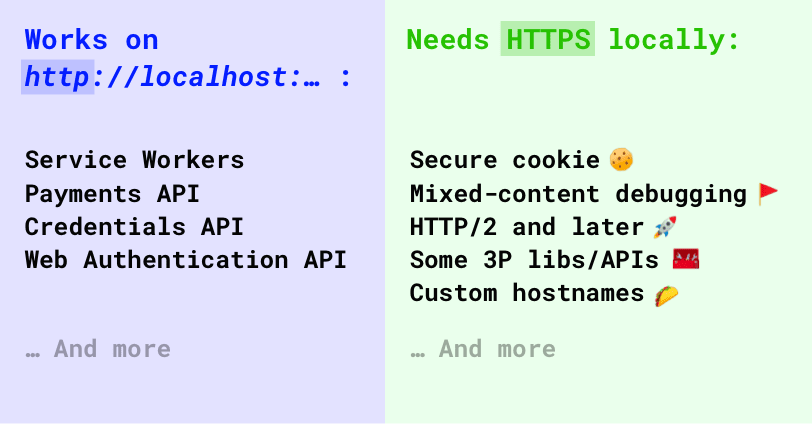 Works on
http://localhost:… :
Service Workers
Payments API
Credentials API
Web Authentication API
… And more
Needs HTTPS locally:
Secure cookie 🍪
Mixed-content debugging 🚩
HTTP/2 and later 🚀
Some 3P libs/APIs 🧰
Custom hostnames 🌮
… And more